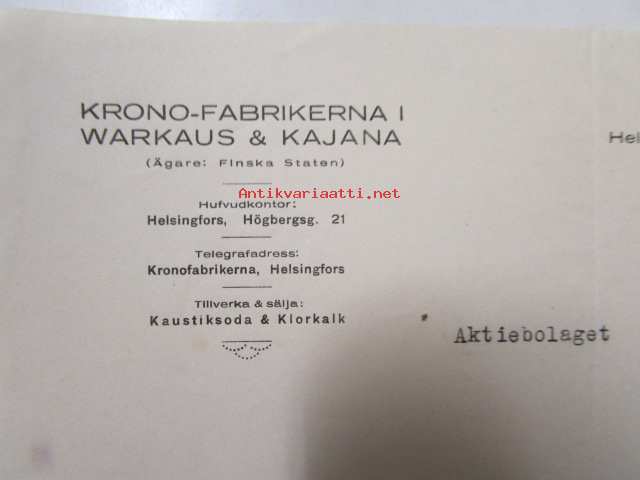 KRONO-FABRIKERNA I
WARKAUS & KAJANA
(Ägare: Finska Staten)
Hel
Antikvariaatti.net
Hufvudkontor:
Helsingfors, Högbergsg. 21
Telegrafadress:
Kronofabrikerna, Helsingfors
Tillverka & sälja:
Kaustiksoda & Klorkalk
Aktiebolaget